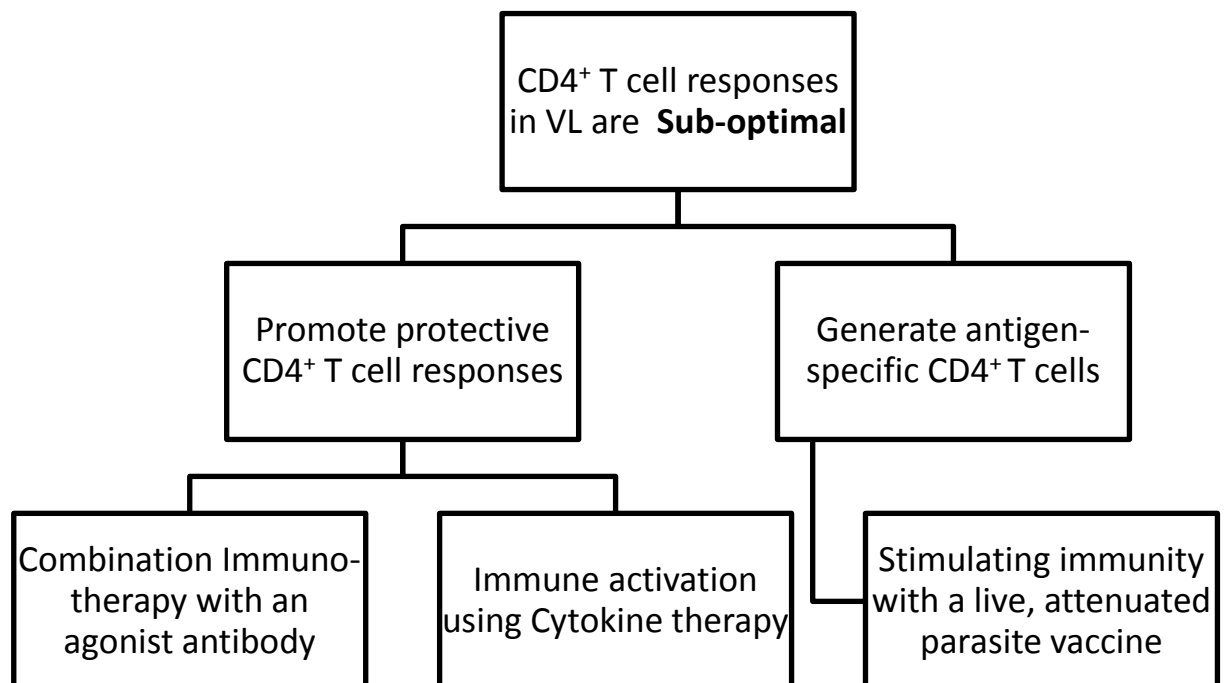 CD4⁺ T cell responses
in VL are Sub-optimal
Promote protective
CD4⁺ T cell responses
Generate antigen-
specific CD4⁺ T cells
Combination Immuno-
therapy with an
agonist antibody
Immune activation
using Cytokine therapy
Stimulating immunity
with a live, attenuated
parasite vaccine